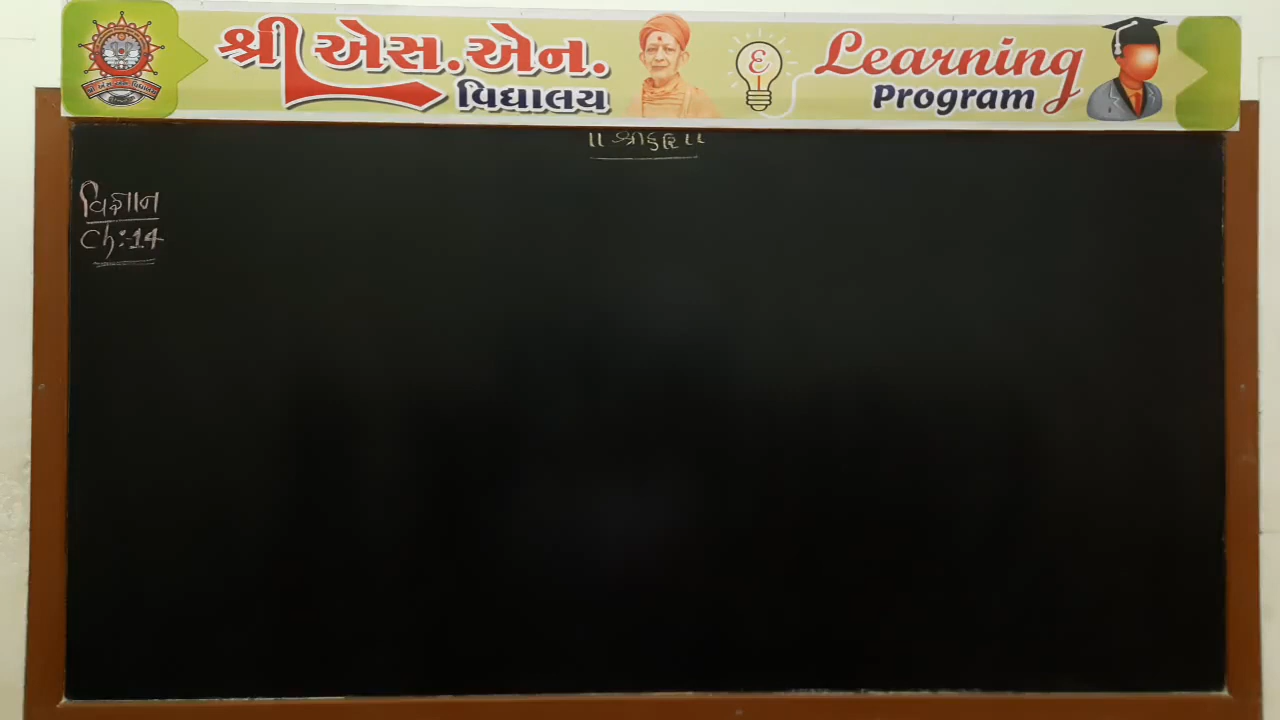 શ્રી એસ.એન.
વિદ્યાલય
Learning
Program
।। શ્રીહરિ ।।
વિજ્ઞાન
Ch:-14